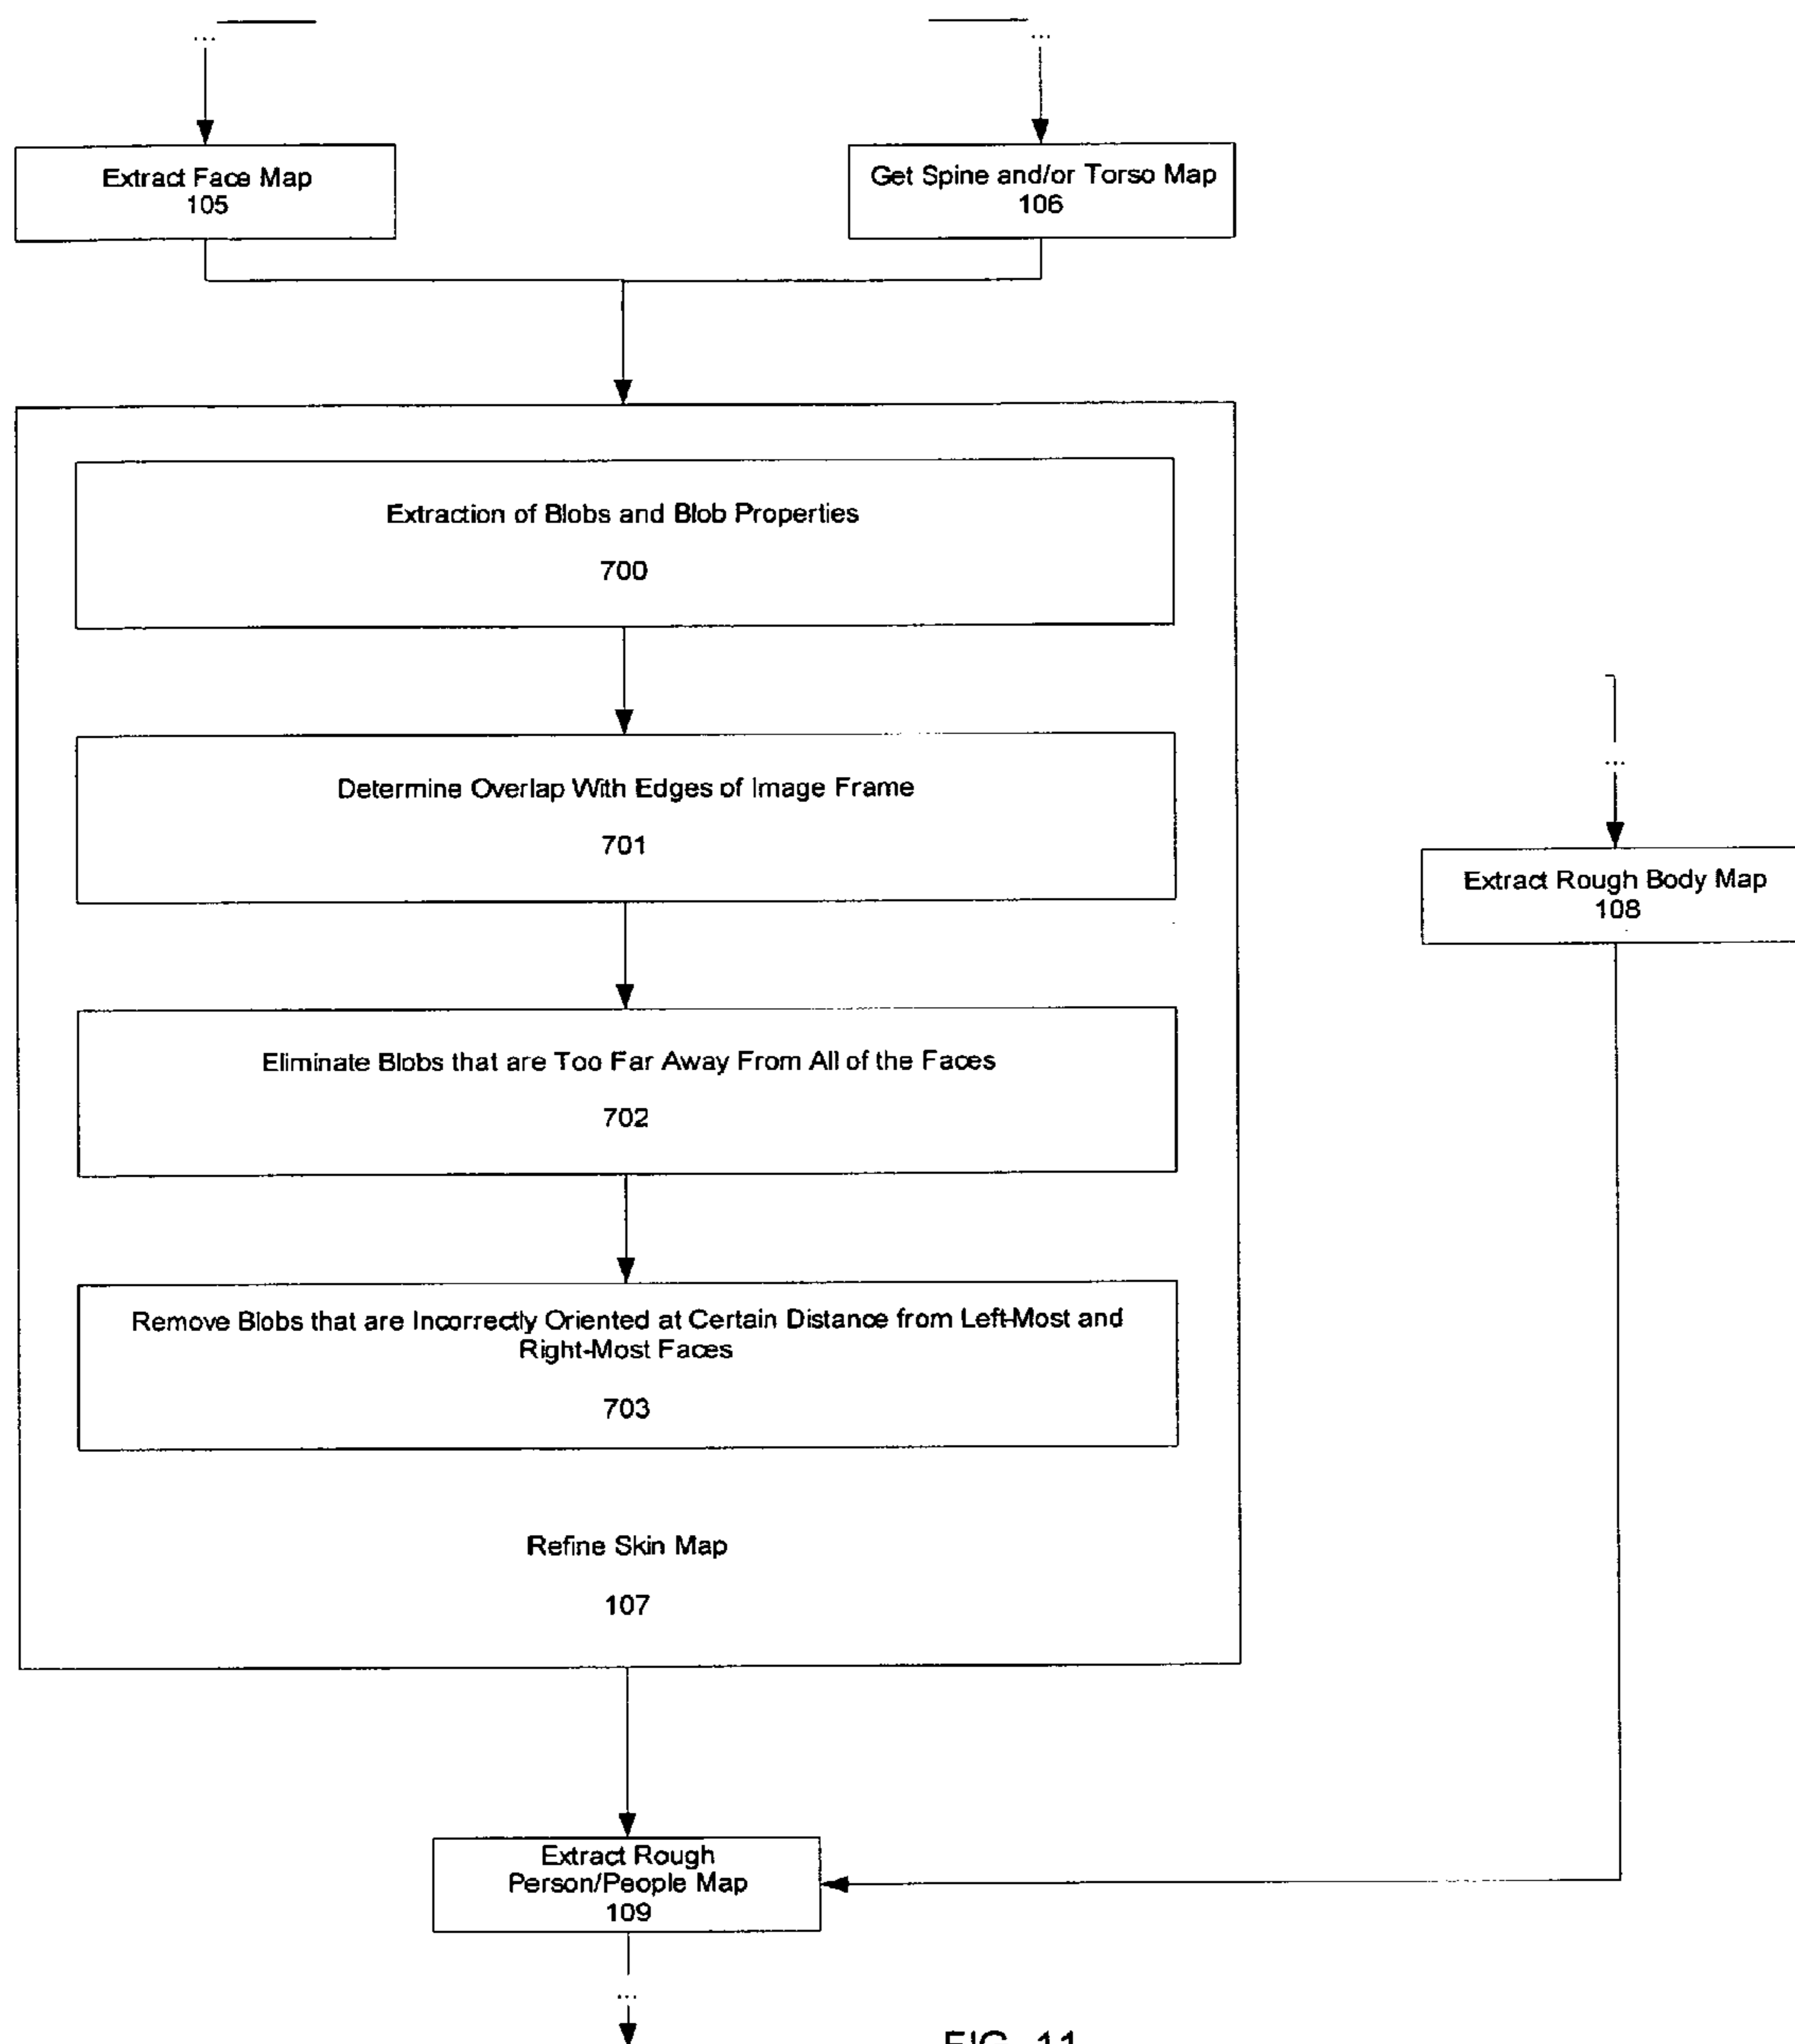 ...
...
Extract Face Map
105
Get Spine and/or Torso Map
106
Extraction of Blobs and Blob Properties
700
Determine Overlap With Edges of Image Frame
701
...
Extract Rough Body Map
108
Eliminate Blobs that are Too Far Away From All of the Faces
702
Remove Blobs that are Incorrectly Oriented at Certain Distance from Left-Most and
Right-Most Faces
703
Refine Skin Map
107
Extract Rough
Person/People Map
109
...
FIG. 11